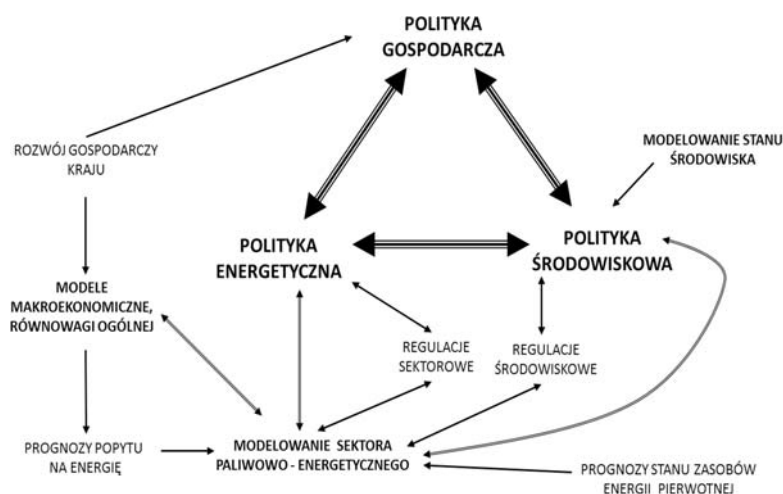 POLITYKA
GOSPODARCZA
ROZWÓJ GOSPODARCZY
KRAJU
MODELOWANIE STANU
ŚRODOWISKA
POLITYKA
ENERGETYCZNA
POLITYKA
ŚRODOWISKOWA
MODELE
MAKROEKONOMICZNE,
RÓWNOWAGI OGÓLNEJ
REGULACJE
SEKTOROWE
REGULACJE
ŚRODOWISKOWE
PROGNOZY POPYTU
NA ENERGIĘ
MODELOWANIE SEKTORA
PALIWOWO - ENERGETYCZNEGO
PROGNOZY STANU ZASOBÓW
ENERGII PIERWOTNEJ